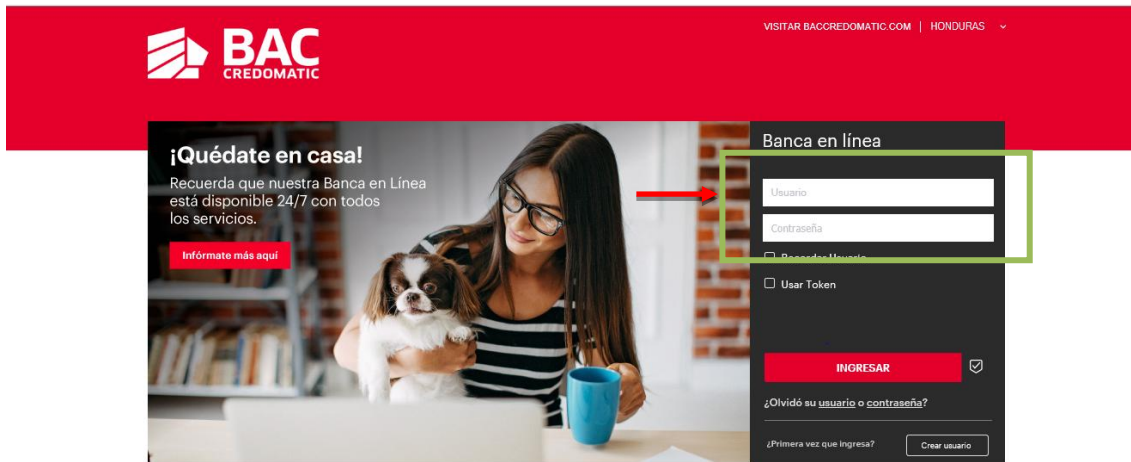 VISITAR BACCREDOMATIC.COM | HONDURAS
BAC
CREDOMATIC
¡Quédate en casa!
Recuerda que nuestra Banca en Línea
está disponible 24/7 con todos
los servicios.
Infórmate más aquí
Banca en línea
Usuario
Contraseña
Recordar Usuario
Usar Token
INGRESAR
¿Olvidó su usuario o contraseña?
¿Primera vez que ingresa?
Crear usuario